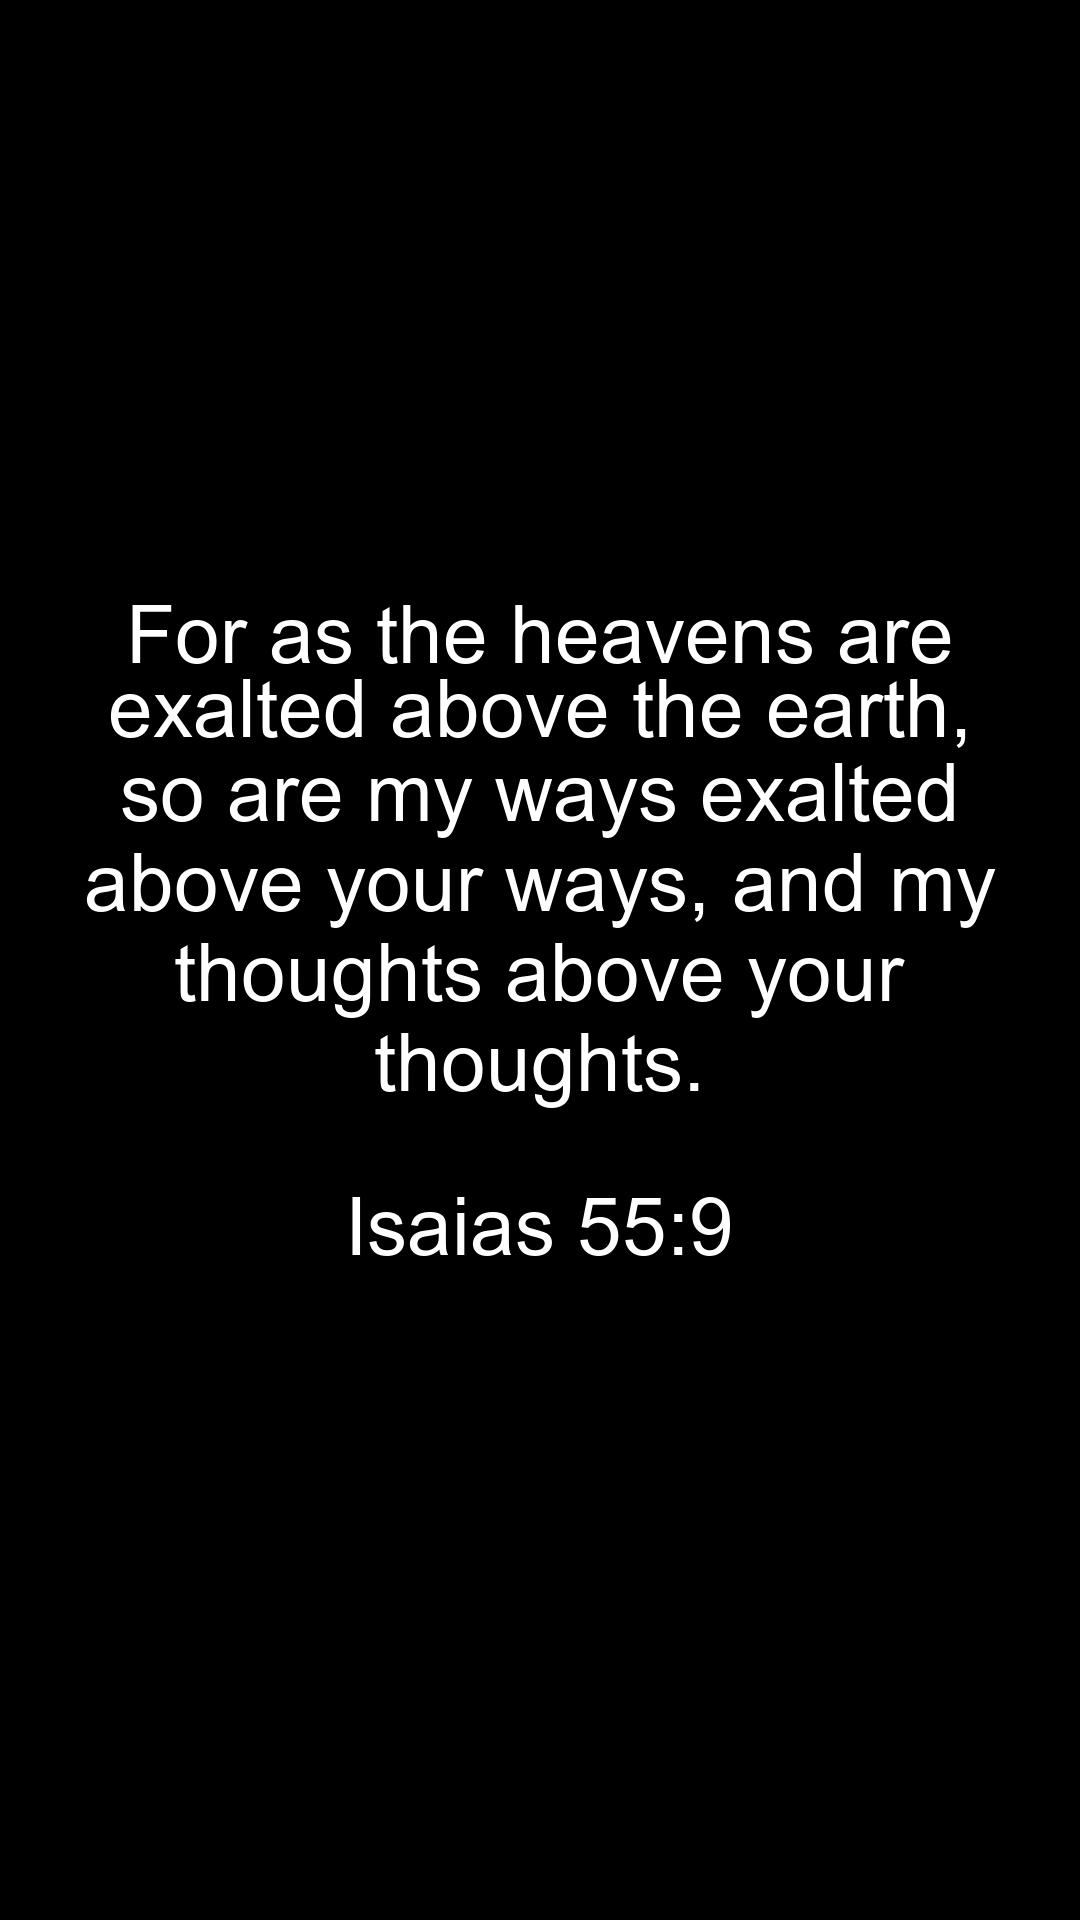 For as the heavens are
exalted above the earth,
so are my ways exalted
above your ways, and my
thoughts above your
thoughts.
Isaias 55:9